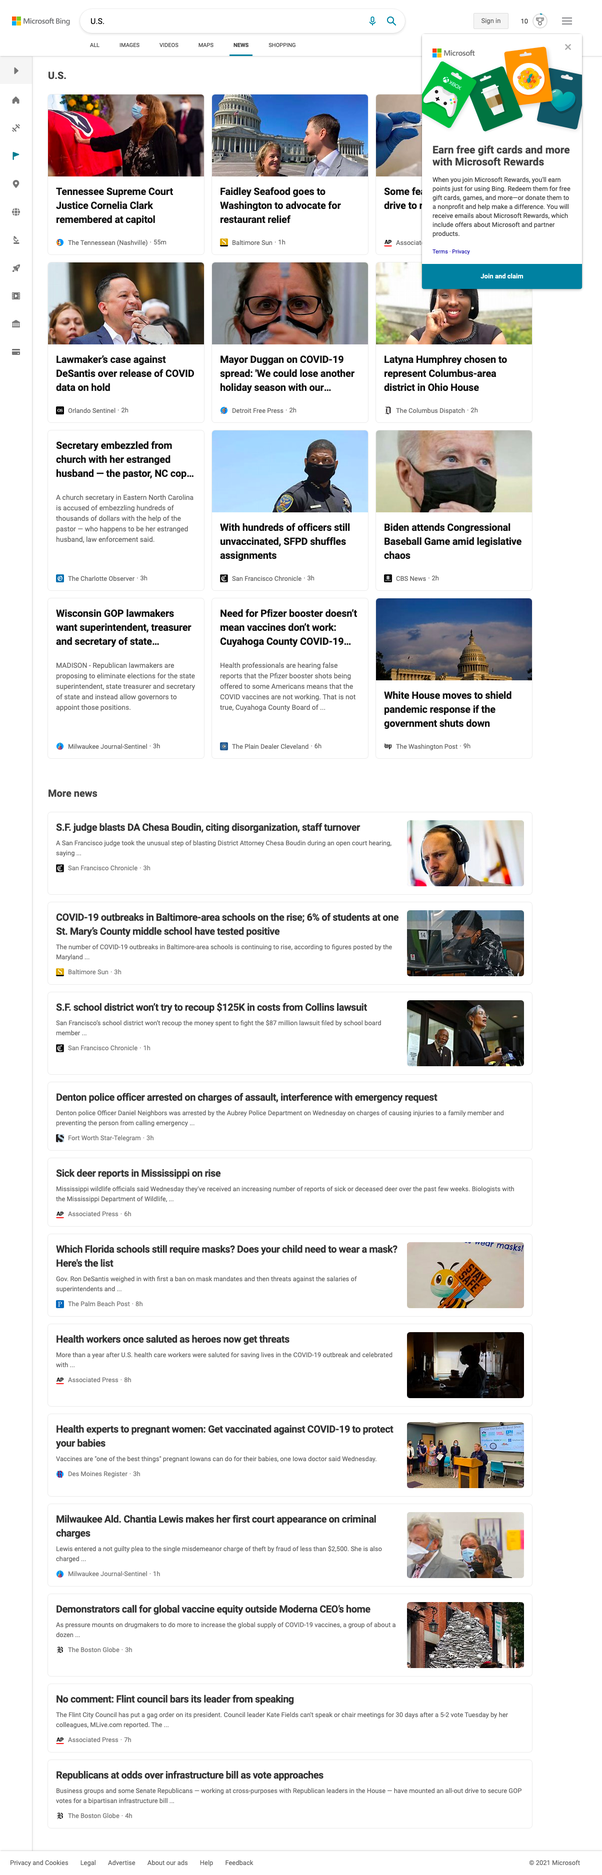 Microsoft Bing
U.S.
Sign in
10
ALL
IMAGES
VIDEOS
MAPS
NEWS
SHOPPING
Microsoft
XBOX
Earn free gift cards and more
with Microsoft Rewards
When you join Microsoft Rewards, you'll earn
points just for using Bing. Redeem them for free
gift cards, games, and more—or donate them to
a nonprofit and help make a difference. You will
receive emails about Microsoft Rewards, which
include offers about Microsoft and partner
products.
Terms · Privacy
Join and claim
U.S.
Tennessee Supreme Court
Justice Cornelia Clark
remembered at capitol
The Tennessean (Nashville) · 55m
Faidley Seafood goes to
Washington to advocate for
restaurant relief
Baltimore Sun · 1h
Some fea
drive to r
AP Associat
Lawmaker's case against
DeSantis over release of COVID
data on hold
OS Orlando Sentinel · 2h
Mayor Duggan on COVID-19
spread: 'We could lose another
holiday season with our...
Detroit Free Press · 2h
Latyna Humphrey chosen to
represent Columbus-area
district in Ohio House
The Columbus Dispatch · 2h
Secretary embezzled from
church with her estranged
husband — the pastor, NC cop...
A church secretary in Eastern North Carolina
is accused of embezzling hundreds of
thousands of dollars with the help of the
pastor — who happens to be her estranged
husband, law enforcement said.
The Charlotte Observer · 3h
With hundreds of officers still
unvaccinated, SFPD shuffles
assignments
San Francisco Chronicle · 3h
Biden attends Congressional
Baseball Game amid legislative
chaos
CBS News · 2h
Wisconsin GOP lawmakers
want superintendent, treasurer
and secretary of state...
MADISON - Republican lawmakers are
proposing to eliminate elections for the state
superintendent, state treasurer and secretary
of state and instead allow governors to
appoint those positions.
Milwaukee Journal-Sentinel · 3h
Need for Pfizer booster doesn't
mean vaccines don't work:
Cuyahoga County COVID-19...
Health professionals are hearing false
reports that the Pfizer booster shots being
offered to some Americans means that the
COVID vaccines are not working. That is not
true, Cuyahoga County Board of ...
The Plain Dealer Cleveland · 6h
White House moves to shield
pandemic response if the
government shuts down
wp The Washington Post · 9h
More news
S.F. judge blasts DA Chesa Boudin, citing disorganization, staff turnover
A San Francisco judge took the unusual step of blasting District Attorney Chesa Boudin during an open court hearing,
saying ...
San Francisco Chronicle · 3h
COVID-19 outbreaks in Baltimore-area schools on the rise; 6% of students at one
St. Mary's County middle school have tested positive
The number of COVID-19 outbreaks in Baltimore-area schools is continuing to rise, according to figures posted by the
Maryland ...
Baltimore Sun · 3h
14
S.F. school district won't try to recoup $125K in costs from Collins lawsuit
San Francisco's school district won't recoup the money spent to fight the $87 million lawsuit filed by school board
member ...
San Francisco Chronicle · 1h
Denton police officer arrested on charges of assault, interference with emergency request
Denton police Officer Daniel Neighbors was arrested by the Aubrey Police Department on Wednesday on charges of causing injuries to a family member and
preventing the person from calling emergency ...
Fort Worth Star-Telegram · 3h
Sick deer reports in Mississippi on rise
Mississippi wildlife officials said Wednesday they've received an increasing number of reports of sick or deceased deer over the past few weeks. Biologists with
the Mississippi Department of Wildlife, ...
AP Associated Press · 6h
Which Florida schools still require masks? Does your child need to wear a mask?
Here's the list
Gov. Ron DeSantis weighed in with first a ban on mask mandates and then threats against the salaries of
superintendents and ...
P The Palm Beach Post · 8h
wear masks!
STAY
SAFE
Health workers once saluted as heroes now get threats
More than a year after U.S. health care workers were saluted for saving lives in the COVID-19 outbreak and celebrated
with ...
AP Associated Press · 8h
Health experts to pregnant women: Get vaccinated against COVID-19 to protect
your babies
Vaccines are "one of the best things" pregnant Iowans can do for their babies, one Iowa doctor said Wednesday.
Des Moines Register · 3h
Milwaukee Ald. Chantia Lewis makes her first court appearance on criminal
charges
Lewis entered a not guilty plea to the single misdemeanor charge of theft by fraud of less than $2,500. She is also
charged ...
Milwaukee Journal-Sentinel · 1h
Demonstrators call for global vaccine equity outside Moderna CEO's home
As pressure mounts on drugmakers to do more to increase the global supply of COVID-19 vaccines, a group of about a
dozen ...
B The Boston Globe · 3h
No comment: Flint council bars its leader from speaking
The Flint City Council has put a gag order on its president. Council leader Kate Fields can't speak or chair meetings for 30 days after a 5-2 vote Tuesday by her
colleagues, MLive.com reported. The ...
AP Associated Press · 7h
Republicans at odds over infrastructure bill as vote approaches
Business groups and some Senate Republicans — working at cross-purposes with Republican leaders in the House — have mounted an all-out drive to secure GOP
votes for a bipartisan infrastructure bill ...
B The Boston Globe · 4h
Privacy and Cookies
Legal
Advertise
About our ads
Help
Feedback
© 2021 Microsoft